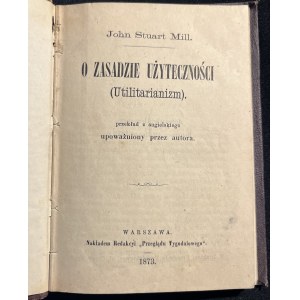 John Stuart Mill.
O ZASADZIE UŻYTECZNOŚCI
(Utilitarianizm).
przekład z angielskiego
upoważniony przez autora.
WARSZAWA.
Nakładem Redakcyi „Przeglądu Tygodniowego".
1873.